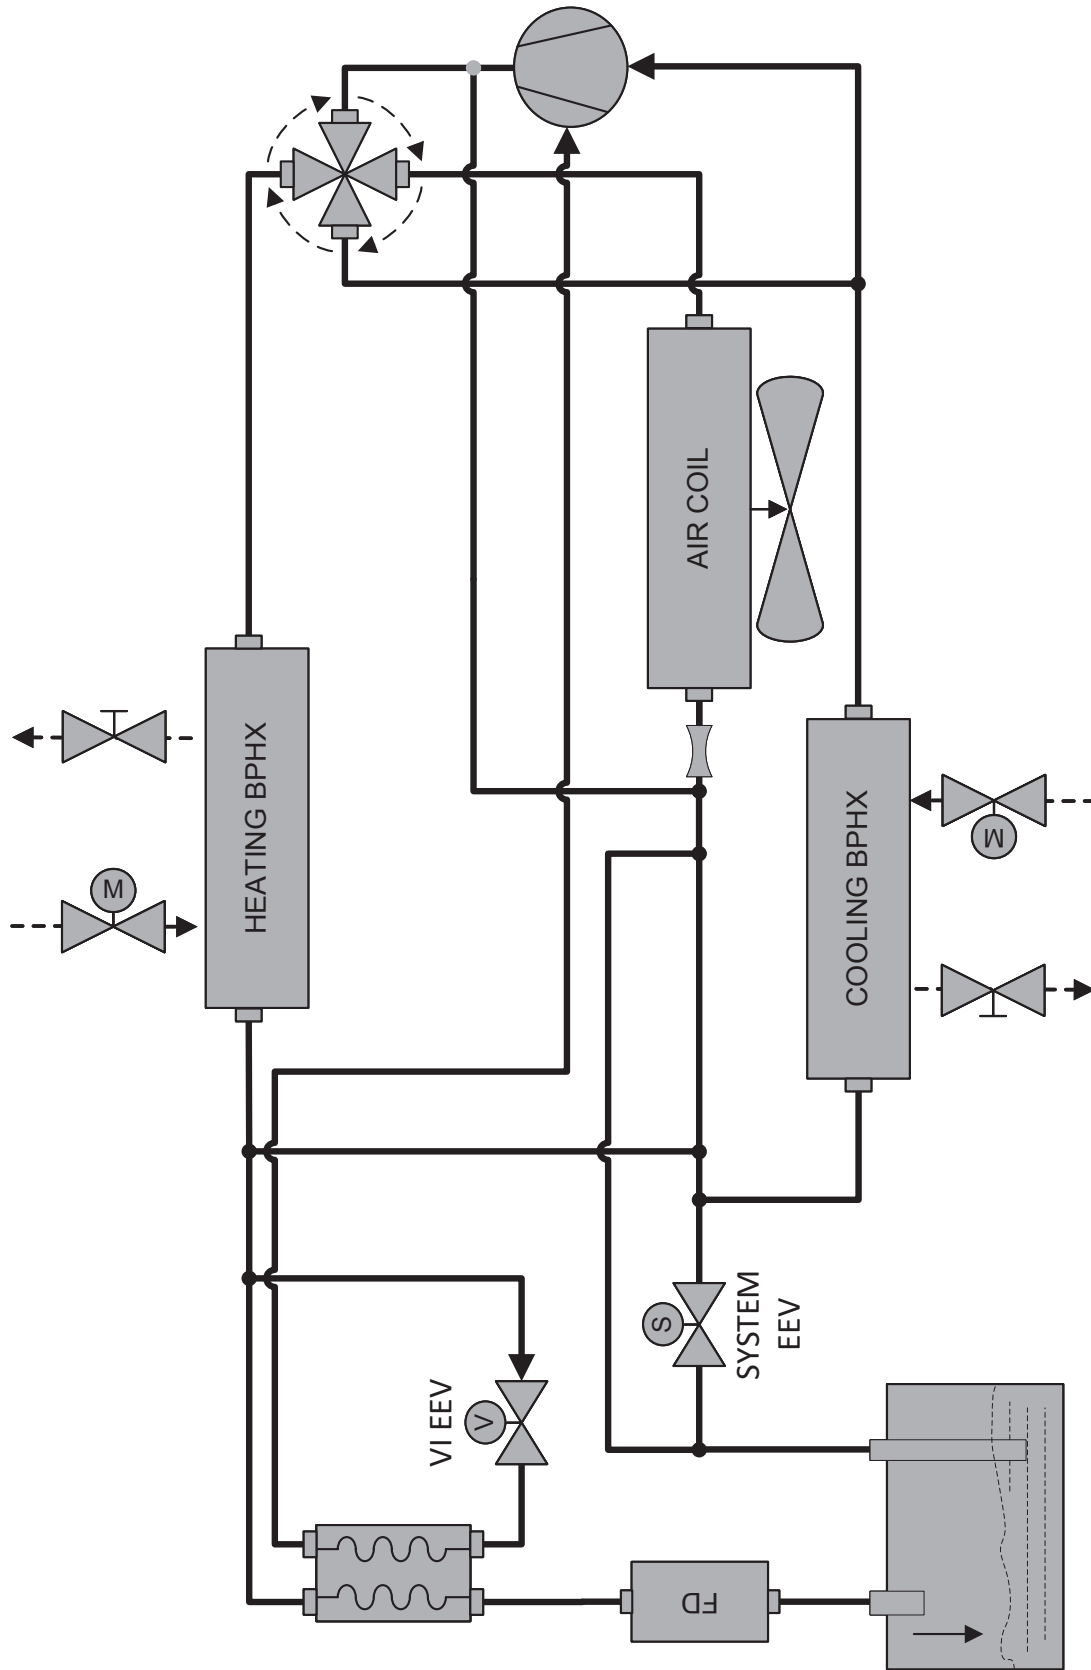 AIR COIL
HEATING BPHX
M
M
COOLING BPHX
S
SYSTEM
EEV
VI EEV
V
FD